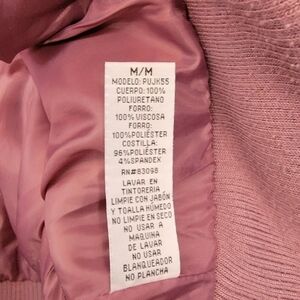 M/M
MODELO: PUJK55
CUERPO: 100%
POLIURETANO
FORRO:
100% VISCOSA
FORRO:
100%POLIÉSTER
COSTILLA:
96%POLIÉSTER
4%SPANDEX
RN#83098
LAVAR EN
TINTORERIA
LIMPIE CON JABÓN
Y TOALLA HÚMEDO
NO LIMPIE EN SECO
NO USAR A
MAQUINA
DE LAVAR
NO USAR
BLANQUEADOR
NO PLANCHA